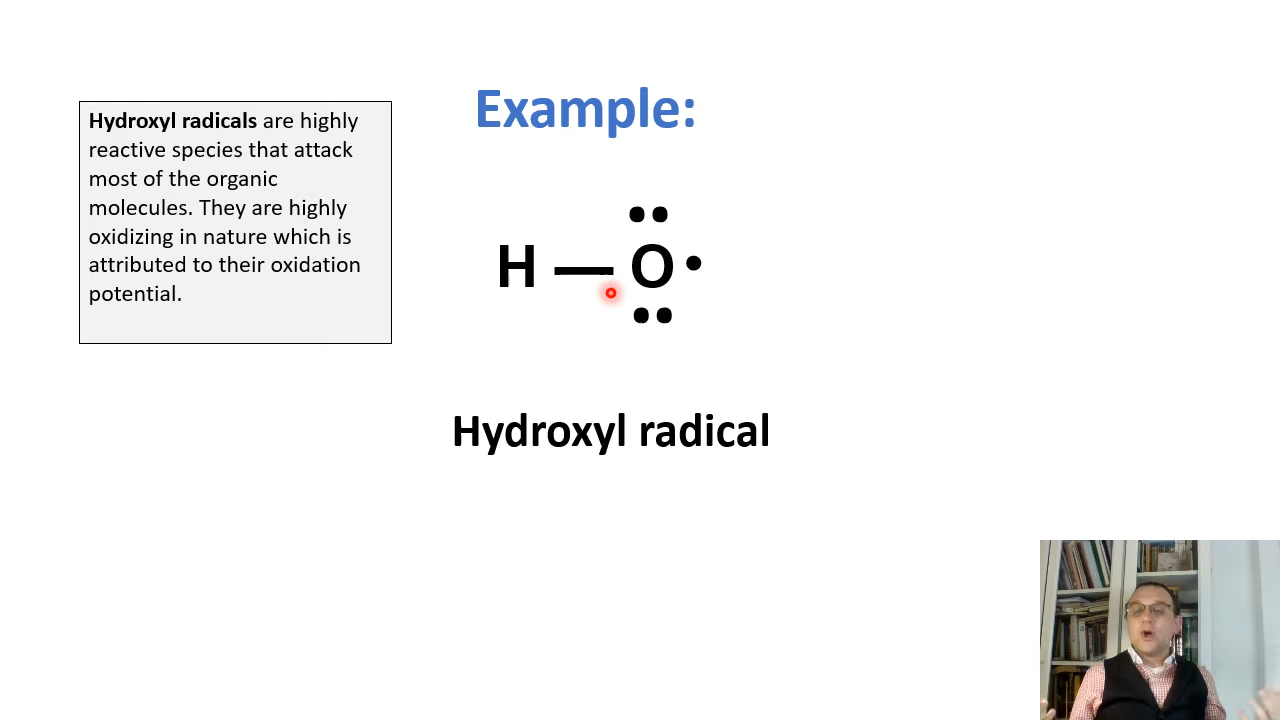 Hydroxyl radicals are highly
reactive species that attack
most of the organic
molecules. They are highly
oxidizing in nature which is
attributed to their oxidation
potential.
Example:
H — O •
Hydroxyl radical